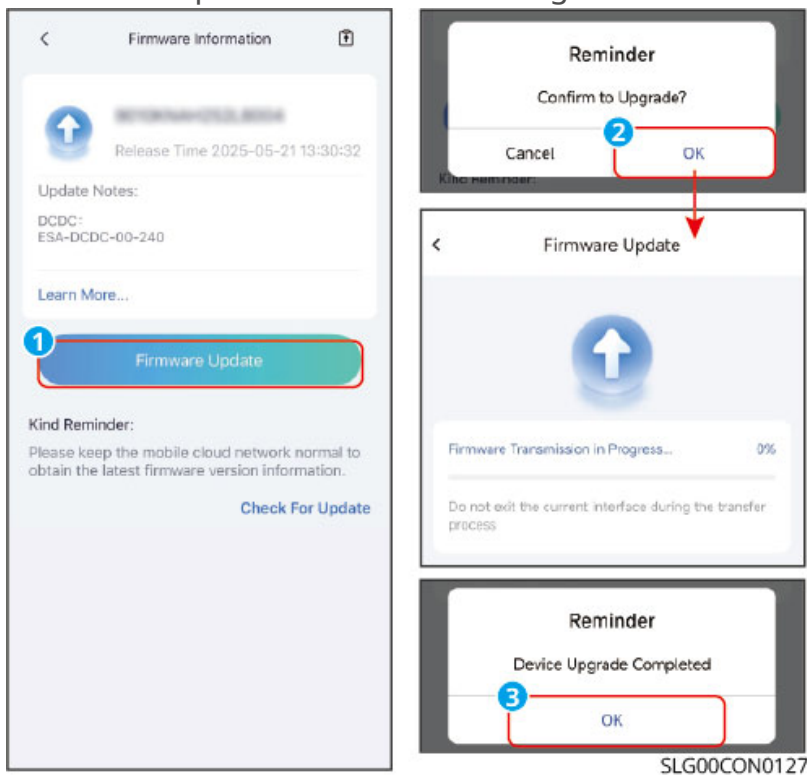 Firmware Information
Release Time 2025-05-21 13:30:32
Update Notes:
DCDC:
ESA-DCDC-00-240
Learn More...
1
Firmware Update
Kind Reminder:
Please keep the mobile cloud network normal to
obtain the latest firmware version information.
Check For Update
Reminder
Confirm to Upgrade?
2
Cancel
OK
Kind Reminder:
Firmware Update
Firmware Transmission in Progress...
0%
Do not exit the current interface during the transfer
process
Reminder
Device Upgrade Completed
3
OK
SLG00CON0127